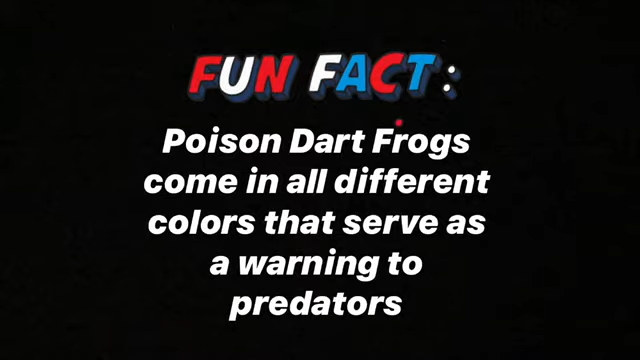 FUN FACT:
Poison Dart Frogs
come in all different
colors that serve as
a warning to
predators